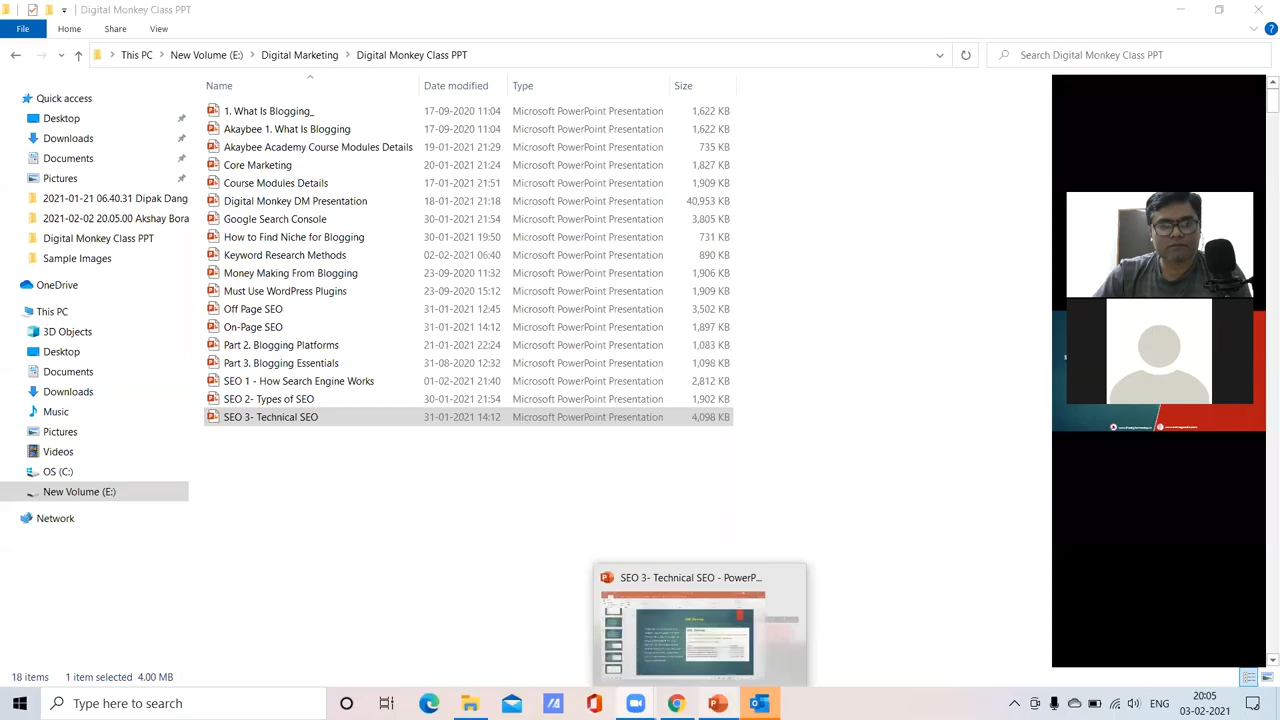 Digital Monkey Class PPT
File Home Share View
This PC New Volume (E:) Digital Marketing Digital Monkey Class PPT
Search Digital Monkey Class PPT
Name Date modified Type Size
Quick access
Desktop
Downloads
Documents
Pictures
2021-01-21 06.40.31 Dipak Dang
2021-02-02 20.05.00 Akshay Bora
Digital Monkey Class PPT
Sample Images
OneDrive
This PC
3D Objects
Desktop
Documents
Downloads
Music
Pictures
Videos
OS (C:)
New Volume (E:)
Network
1. What Is Blogging_ 17-09-2020 11:04 Microsoft PowerPoint Presentation 1,622 KB
Akaybee 1. What Is Blogging 17-09-2020 11:04 Microsoft PowerPoint Presentation 1,622 KB
Akaybee Academy Course Modules Details 19-01-2021 21:29 Microsoft PowerPoint Presentation 735 KB
Core Marketing 20-01-2021 21:24 Microsoft PowerPoint Presentation 1,827 KB
Course Modules Details 17-01-2021 21:51 Microsoft PowerPoint Presentation 1,909 KB
Digital Monkey DM Presentation 18-01-2021 21:18 Microsoft PowerPoint Presentation 40,953 KB
Google Search Console 30-01-2021 21:54 Microsoft PowerPoint Presentation 3,805 KB
How to Find Niche for Blogging 30-01-2021 19:50 Microsoft PowerPoint Presentation 731 KB
Keyword Research Methods 02-02-2021 06:40 Microsoft PowerPoint Presentation 890 KB
Money Making From Blogging 23-09-2020 11:32 Microsoft PowerPoint Presentation 1,906 KB
Must Use WordPress Plugins 23-09-2020 15:12 Microsoft PowerPoint Presentation 1,909 KB
Off Page SEO 31-01-2021 12:45 Microsoft PowerPoint Presentation 3,502 KB
On-Page SEO 31-01-2021 14:12 Microsoft PowerPoint Presentation 1,897 KB
Part 2. Blogging Platforms 21-01-2021 22:24 Microsoft PowerPoint Presentation 1,083 KB
Part 3. Blogging Essentials 31-08-2020 12:32 Microsoft PowerPoint Presentation 1,098 KB
SEO 1 - How Search Engine Works 01-02-2021 21:40 Microsoft PowerPoint Presentation 2,812 KB
SEO 2- Types of SEO 30-01-2021 21:54 Microsoft PowerPoint Presentation 1,902 KB
SEO 3- Technical SEO 31-01-2021 14:12 Microsoft PowerPoint Presentation 4,098 KB
SEO 3- Technical SEO - PowerP...
18 items 1 item selected 4.00 MB
Type here to search
ENG
20:05
03-02-2021